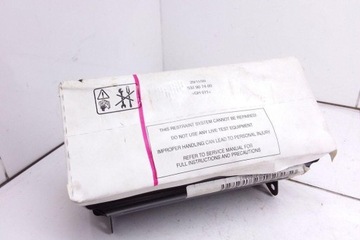 THIS RESTRAINT SYSTEM CANNOT BE REPAIRED
DO NOT USE ANY LIVE TEST EQUIPMENT
IMPROPER HANDLING CAN LEAD TO PERSONAL INJURY
REFER TO SERVICE MANUAL FOR
FULL INSTRUCTIONS AND PRECAUTIONS